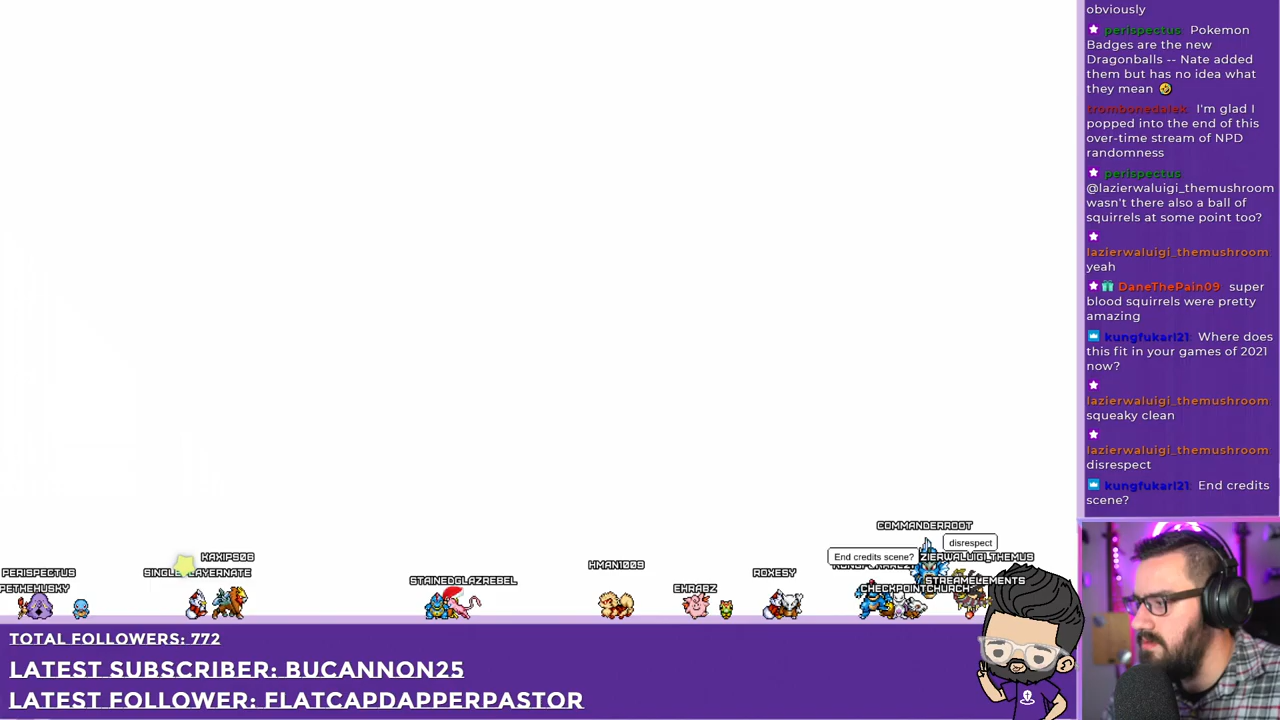 obviously
perispectus Pokemon
Badges are the new
Dragonballs -- Nate added
them but has no idea what
they mean 🤣
trombonedalek I'm glad I
popped into the end of this
over-time stream of NPD
randomness
perispectus
@lazierwaluigi_themushroom
wasn't there also a ball of
squirrels at some point too?
lazierwaluigi_themushroom:
yeah
DaneThePain09: super
blood squirrels were pretty
amazing
kungfukarl21: Where does
this fit in your games of 2021
now?
lazierwaluigi_themushroom:
squeaky clean
lazierwaluigi_themushroom:
disrespect
kungfukarl21: End credits
scene?
COMMANDERROOT
disrespect
End credits scene?
ZIERWALUIGI_THEMUS
HMAN1009
ROXESY
STREAMELEMENTS
CHECKPOINTCHURCH
STAINEDGLAZREBEL
PERISPECTUS
PETHEMUSKY
TOTAL FOLLOWERS: 772
LATEST SUBSCRIBER: BUCANNON25
LATEST FOLLOWER: FLATCAPDAPPERPASTOR